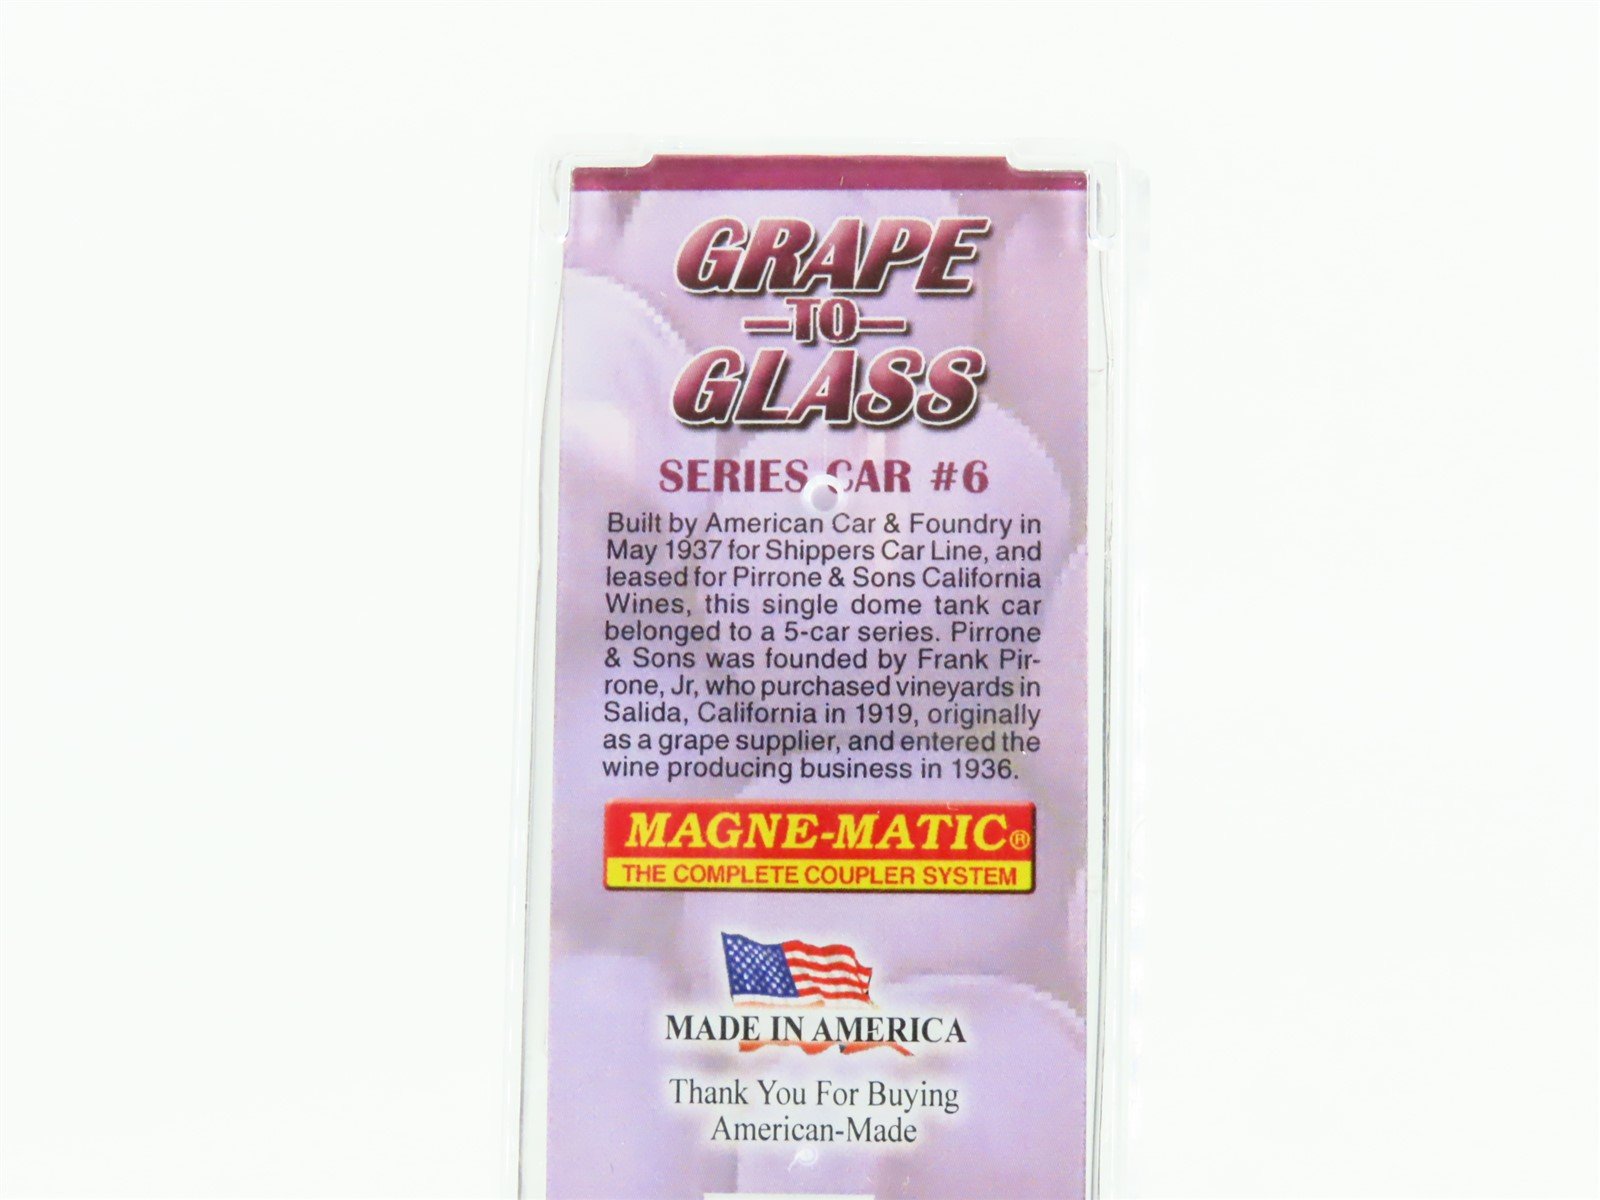 GRAPE
—TO—
GLASS
SERIES CAR #6
Built by American Car & Foundry in
May 1937 for Shippers Car Line, and
leased for Pirrone & Sons California
Wines, this single dome tank car
belonged to a 5-car series. Pirrone
& Sons was founded by Frank Pir-
rone, Jr, who purchased vineyards in
Salida, California in 1919, originally
as a grape supplier, and entered the
wine producing business in 1936.
MAGNE-MATIC®
THE COMPLETE COUPLER SYSTEM
MADE IN AMERICA
Thank You For Buying
American-Made